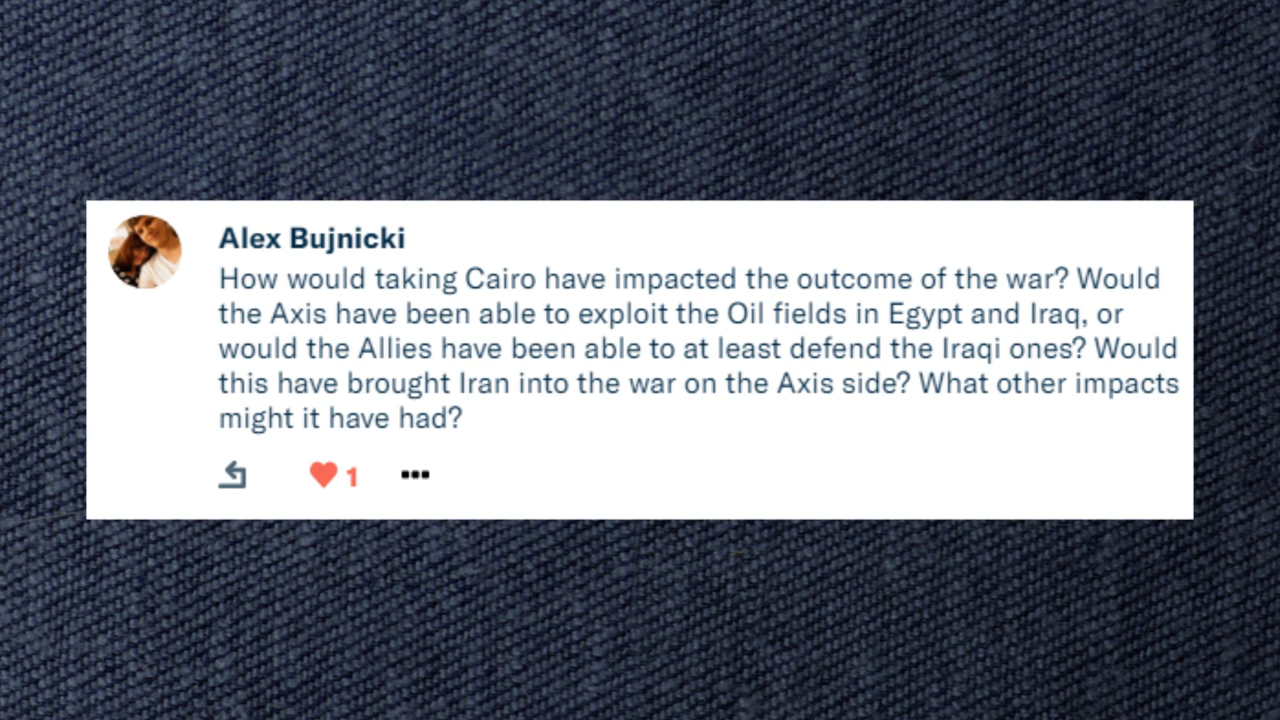 Alex Bujnicki
How would taking Cairo have impacted the outcome of the war? Would
the Axis have been able to exploit the Oil fields in Egypt and Iraq, or
would the Allies have been able to at least defend the Iraqi ones? Would
this have brought Iran into the war on the Axis side? What other impacts
might it have had?
1